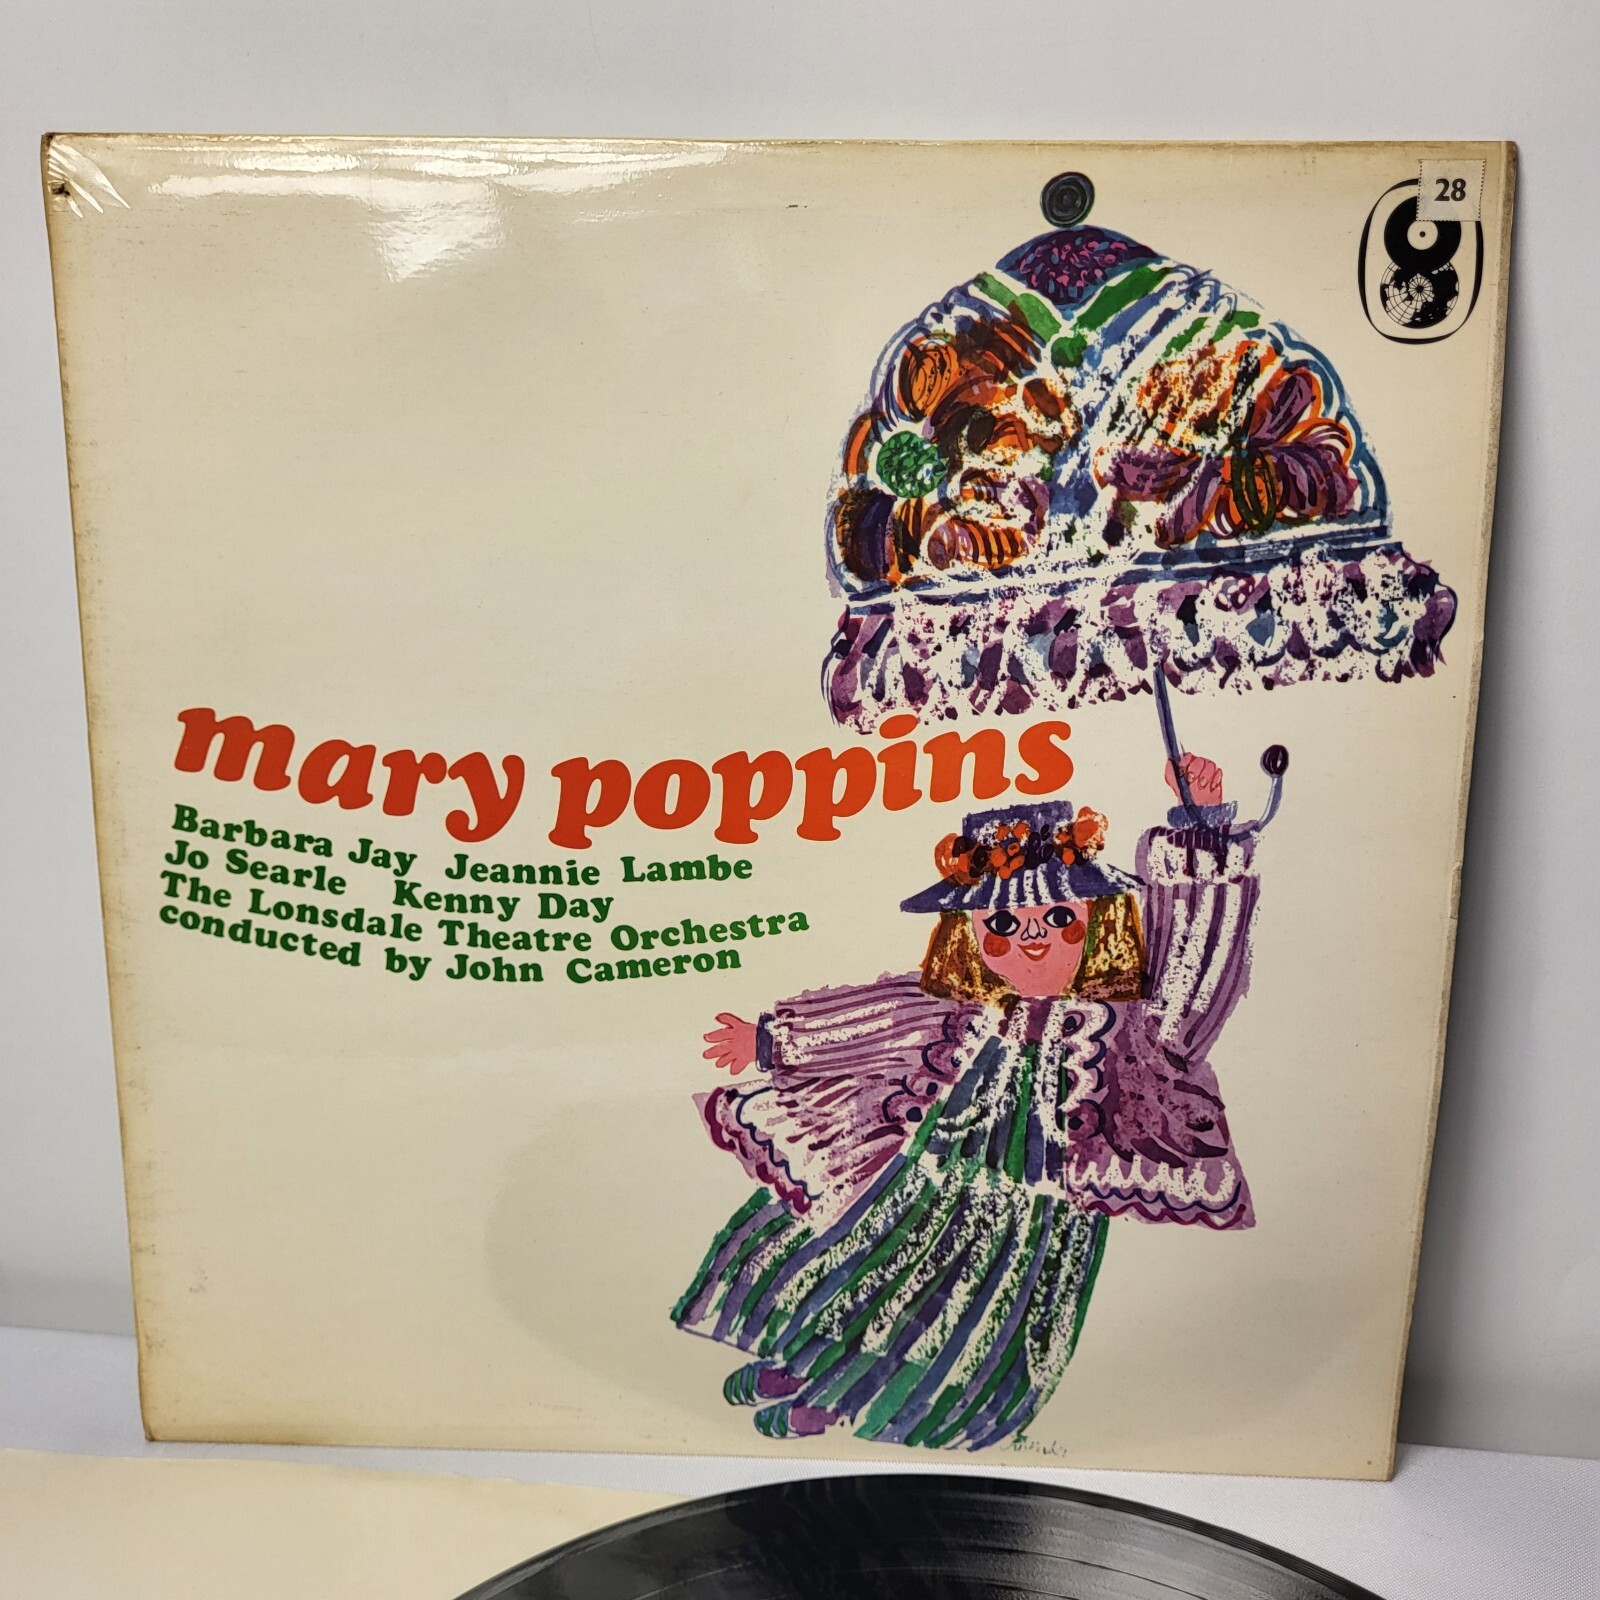 28
mary poppins
Barbara Jay Jeannie Lambe
Jo Searle Kenny Day
The Lonsdale Theatre Orchestra
conducted by John Cameron